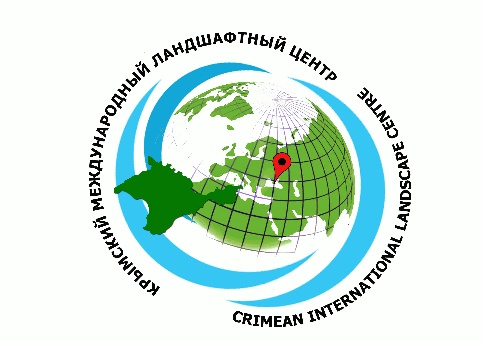 КРЫМСКИЙ МЕЖДУНАРОДНЫЙ ЛАНДШАФТНЫЙ ЦЕНТР
CRIMEAN INTERNATIONAL LANDSCAPE CENTRE